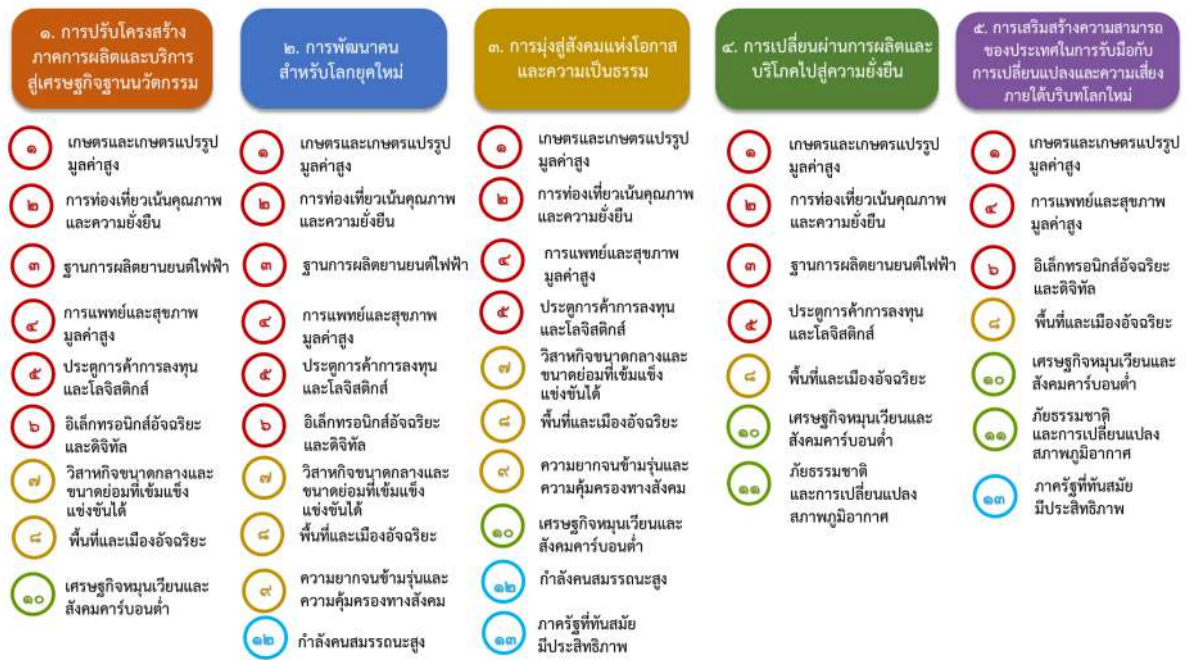 ๑. การปรับโครงสร้าง
ภาคการผลิตและบริการ
สู่เศรษฐกิจฐานนวัตกรรม
๑
เกษตรและเกษตรแปรรูป
มูลค่าสูง
๒
การท่องเที่ยวเน้นคุณภาพ
และความยั่งยืน
๓
ฐานการผลิตยานยนต์ไฟฟ้า
๔
การแพทย์และสุขภาพ
มูลค่าสูง
๕
ประตูการค้าการลงทุน
และโลจิสติกส์
๖
อิเล็กทรอนิกส์อัจฉริยะ
และดิจิทัล
๗
วิสาหกิจขนาดกลางและ
ขนาดย่อมที่เข้มแข็ง
แข่งขันได้
๘
พื้นที่และเมืองอัจฉริยะ
๑๐
เศรษฐกิจหมุนเวียนและ
สังคมคาร์บอนต่ำ
๒. การพัฒนาคน
สำหรับโลกยุคใหม่
๑
เกษตรและเกษตรแปรรูป
มูลค่าสูง
๒
การท่องเที่ยวเน้นคุณภาพ
และความยั่งยืน
๓
ฐานการผลิตยานยนต์ไฟฟ้า
๔
การแพทย์และสุขภาพ
มูลค่าสูง
๕
ประตูการค้าการลงทุน
และโลจิสติกส์
๖
อิเล็กทรอนิกส์อัจฉริยะ
และดิจิทัล
๗
วิสาหกิจขนาดกลางและ
ขนาดย่อมที่เข้มแข็ง
แข่งขันได้
๘
พื้นที่และเมืองอัจฉริยะ
๙
ความยากจนข้ามรุ่นและ
ความคุ้มครองทางสังคม
๑๒
กำลังคนสมรรถนะสูง
๓. การมุ่งสู่สังคมแห่งโอกาส
และความเป็นธรรม
๑
เกษตรและเกษตรแปรรูป
มูลค่าสูง
๒
การท่องเที่ยวเน้นคุณภาพ
และความยั่งยืน
๔
การแพทย์และสุขภาพ
มูลค่าสูง
๕
ประตูการค้าการลงทุน
และโลจิสติกส์
๗
วิสาหกิจขนาดกลางและ
ขนาดย่อมที่เข้มแข็ง
แข่งขันได้
๘
พื้นที่และเมืองอัจฉริยะ
๙
ความยากจนข้ามรุ่นและ
ความคุ้มครองทางสังคม
๑๐
เศรษฐกิจหมุนเวียนและ
สังคมคาร์บอนต่ำ
๑๒
กำลังคนสมรรถนะสูง
๑๓
ภาครัฐที่ทันสมัย
มีประสิทธิภาพ
๔. การเปลี่ยนผ่านการผลิตและ
บริโภคไปสู่ความยั่งยืน
๑
เกษตรและเกษตรแปรรูป
มูลค่าสูง
๒
การท่องเที่ยวเน้นคุณภาพ
และความยั่งยืน
๓
ฐานการผลิตยานยนต์ไฟฟ้า
๕
ประตูการค้าการลงทุน
และโลจิสติกส์
๘
พื้นที่และเมืองอัจฉริยะ
๑๐
เศรษฐกิจหมุนเวียนและ
สังคมคาร์บอนต่ำ
๑๑
ภัยธรรมชาติ
และการเปลี่ยนแปลง
สภาพภูมิอากาศ
๕. การเสริมสร้างความสามารถ
ของประเทศในการรับมือกับ
การเปลี่ยนแปลงและความเสี่ยง
ภายใต้บริบทโลกใหม่
๑
เกษตรและเกษตรแปรรูป
มูลค่าสูง
๔
การแพทย์และสุขภาพ
มูลค่าสูง
๖
อิเล็กทรอนิกส์อัจฉริยะ
และดิจิทัล
๘
พื้นที่และเมืองอัจฉริยะ
๑๐
เศรษฐกิจหมุนเวียนและ
สังคมคาร์บอนต่ำ
๑๑
ภัยธรรมชาติ
และการเปลี่ยนแปลง
สภาพภูมิอากาศ
๑๓
ภาครัฐที่ทันสมัย
มีประสิทธิภาพ